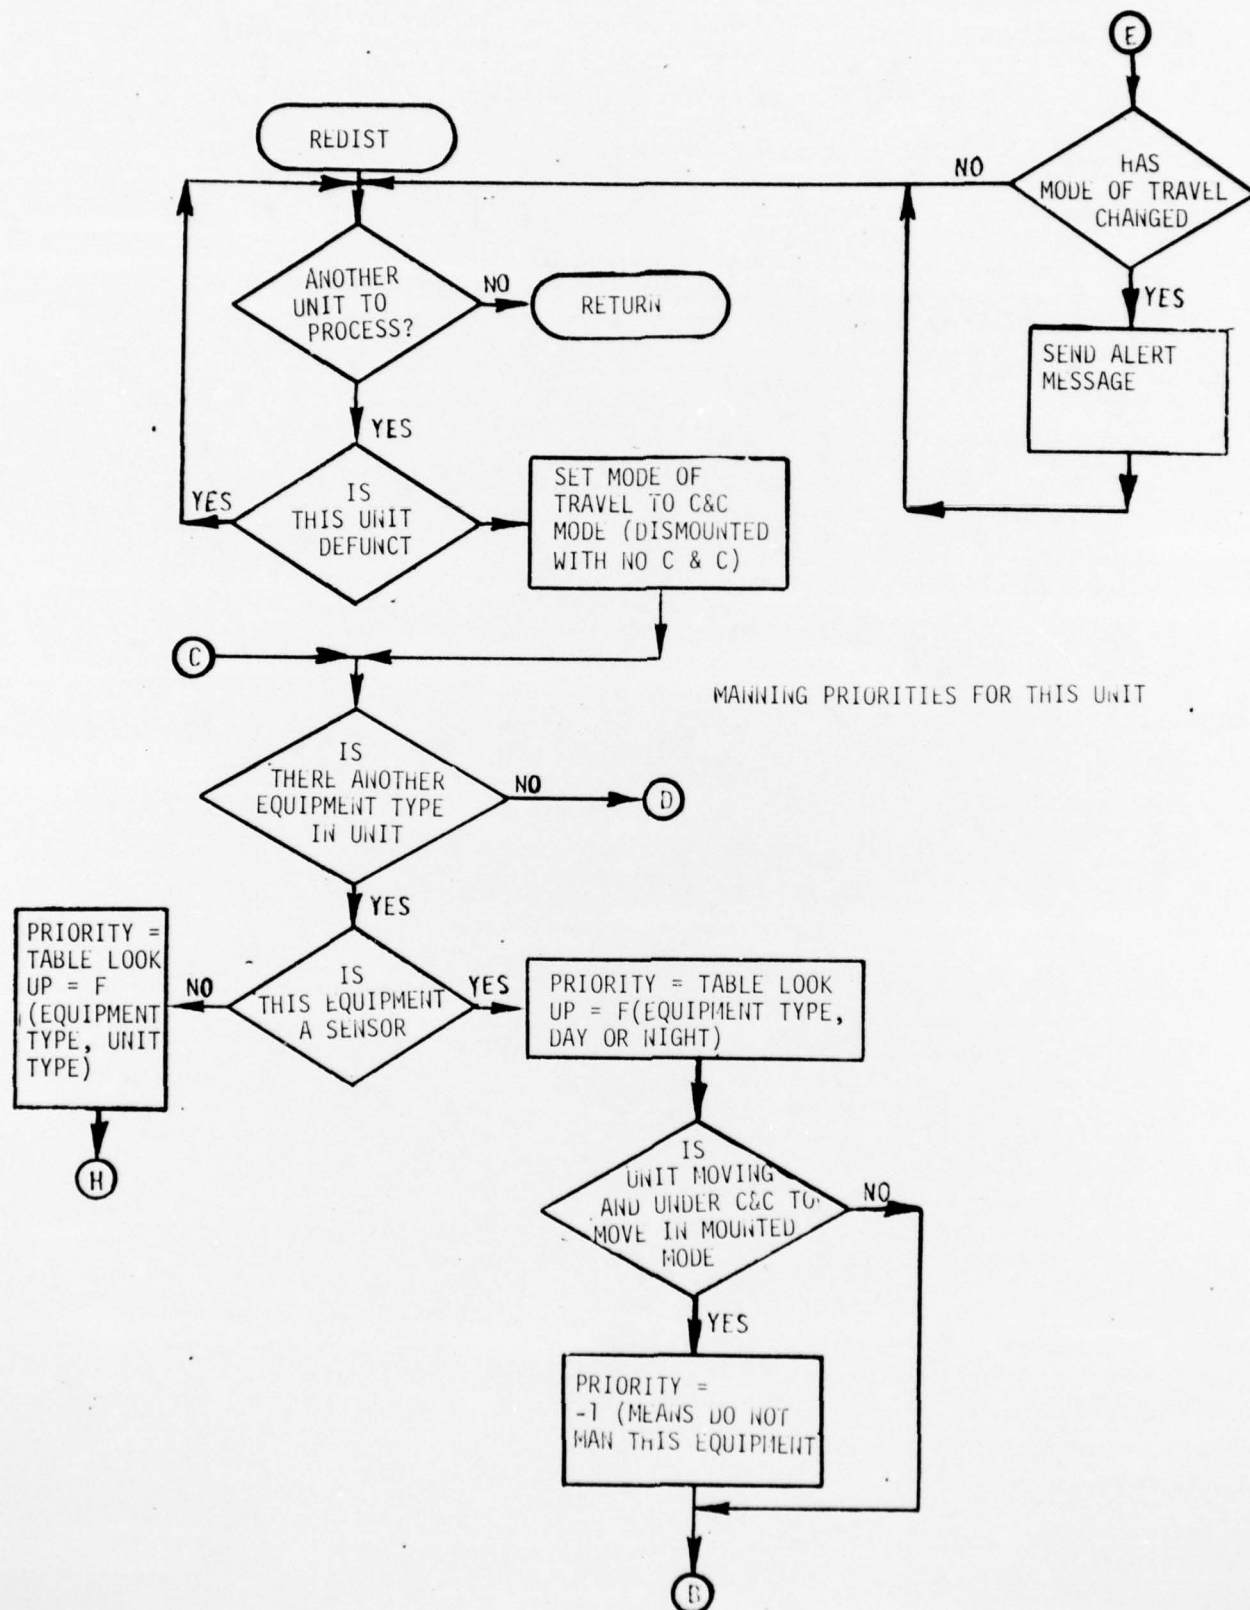 E
REDIST
HAS
MODE OF TRAVEL
CHANGED
NO
YES
SEND ALERT
MESSAGE
ANOTHER
UNIT TO
PROCESS?
NO
RETURN
YES
IS
THIS UNIT
DEFUNCT
YES
SET MODE OF
TRAVEL TO C&C
MODE (DISMOUNTED
WITH NO C & C)
C
MANNING PRIORITIES FOR THIS UNIT
IS
THERE ANOTHER
EQUIPMENT TYPE
IN UNIT
NO
D
YES
IS
THIS EQUIPMENT
A SENSOR
NO
PRIORITY =
TABLE LOOK
UP = F
(EQUIPMENT
TYPE, UNIT
TYPE)
H
YES
PRIORITY = TABLE LOOK
UP = F(EQUIPMENT TYPE,
DAY OR NIGHT)
IS
UNIT MOVING
AND UNDER C&C TO
MOVE IN MOUNTED
MODE
NO
YES
PRIORITY =
-1 (MEANS DO NOT
MAN THIS EQUIPMENT
B